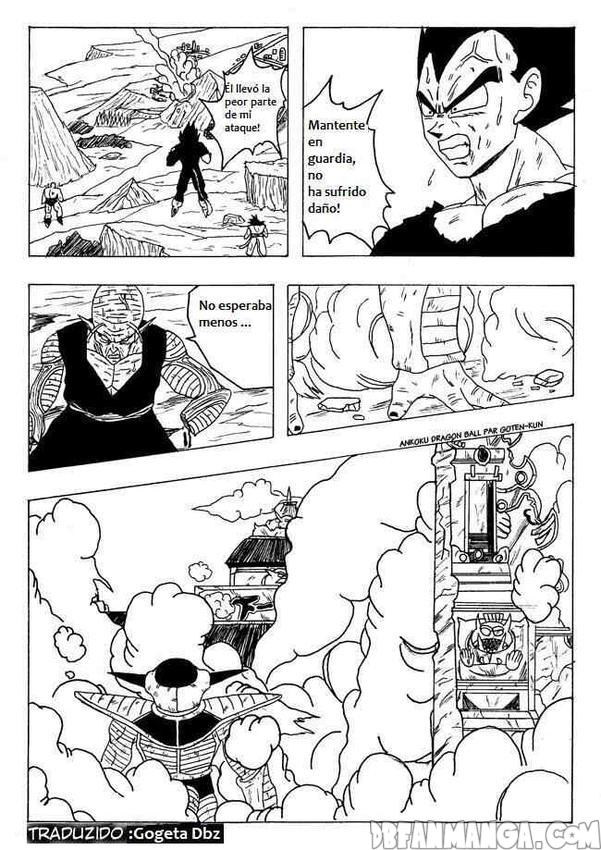 Él llevó la
peor parte
de mi
ataque!
Mantente
en
guardia,
no
ha sufrido
daño!
No esperaba
menos ...
ANKOKU DRAGON BALL PAR GOTEN-KUN
TRADUZIDO :Gogeta Dbz
DBFANMANGA.COM